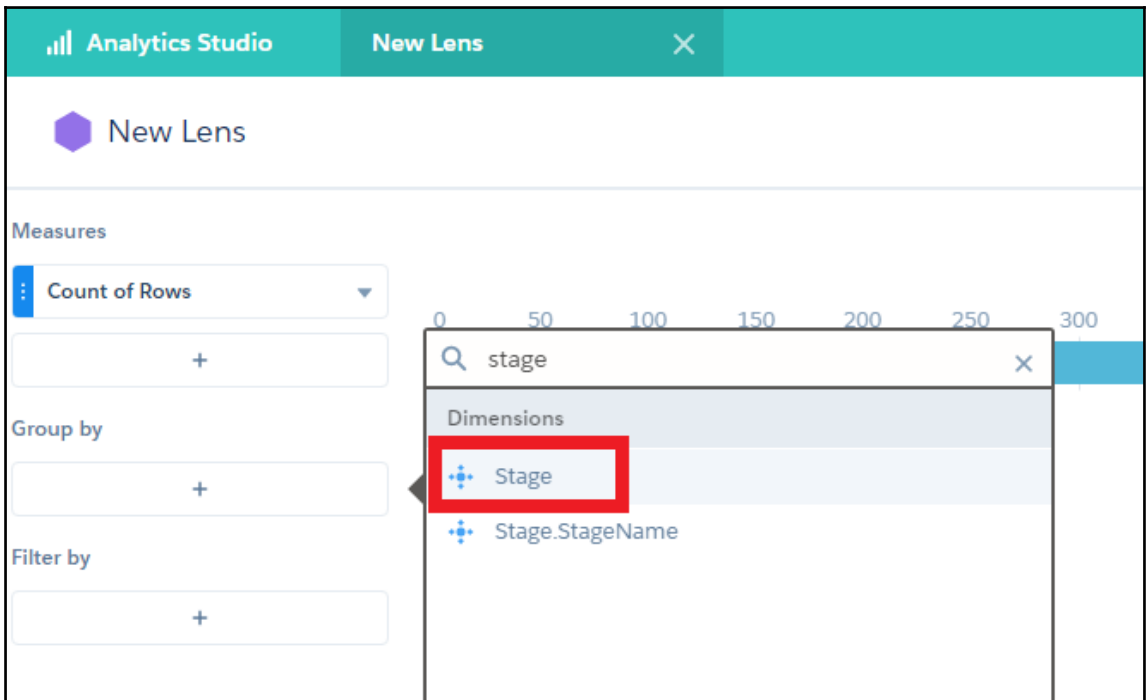 Analytics Studio
New Lens
New Lens
Measures
Count of Rows
0 50 100 150 200 250 300
+
stage
Dimensions
Group by
Stage
+
Stage.StageName
Filter by
+